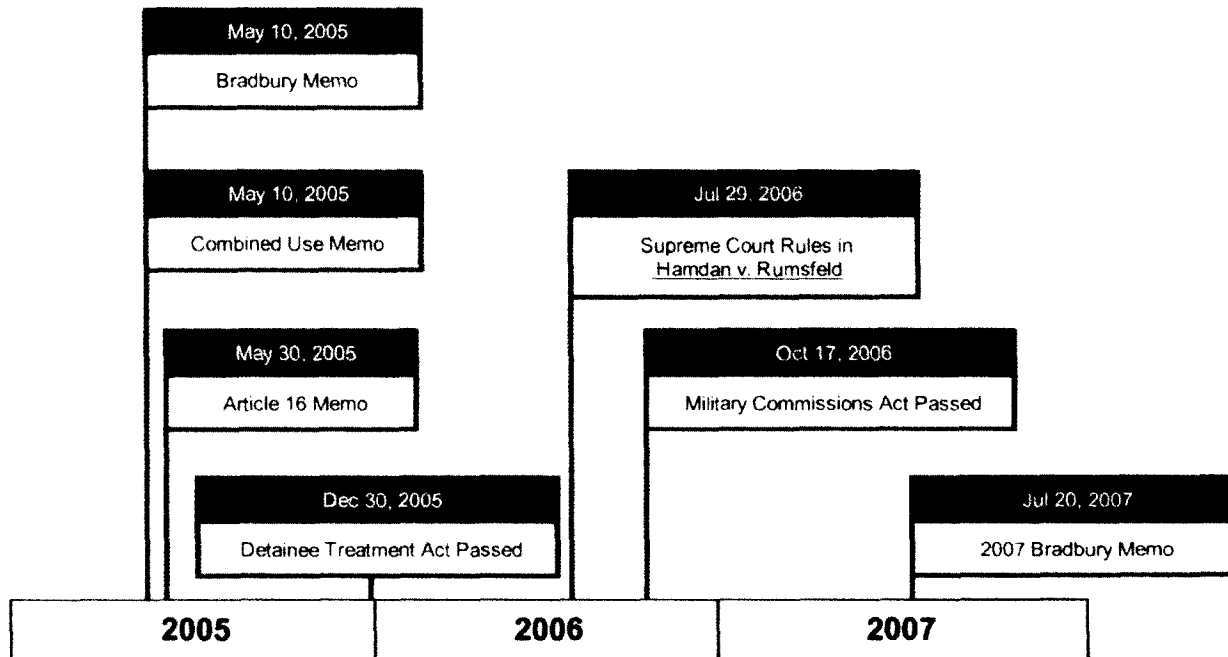 May 10, 2005
Bradbury Memo
May 10, 2005
Combined Use Memo
Jul 29, 2006
Supreme Court Rules in
Hamdan v. Rumsfeld
May 30, 2005
Article 16 Memo
Oct 17, 2006
Military Commissions Act Passed
Dec 30, 2005
Detainee Treatment Act Passed
Jul 20, 2007
2007 Bradbury Memo
2005 2006 2007